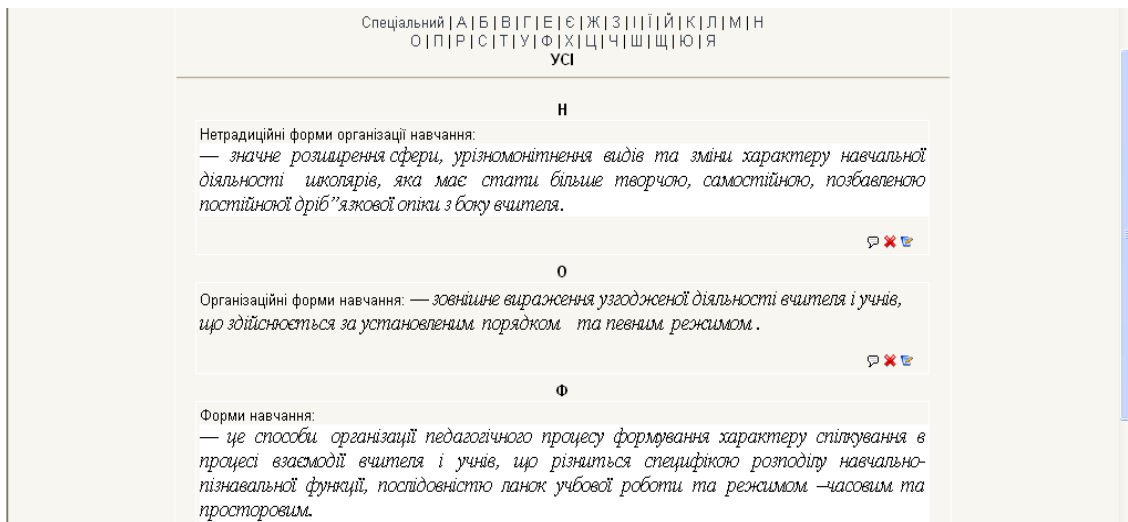 Спеціальний | А | Б | В | Г | Е | Є | Ж | З | І | Ї | Й | К | Л | М | Н
О | П | Р | С | Т | У | Ф | Х | Ц | Ч | Ш | Щ | Ю | Я
УСІ
Н
Нетрадиційні форми організації навчання:
— значне розширення сфери, урізномонітнення видів та зміни характеру навчальної
діяльності школярів, яка має стати більше творчою, самостійною, позбавленою
постійноюї дріб”язкової опіки з боку вчителя.
О
Організаційні форми навчання: — зовнішне вираження узгодженої діяльності вчителя і учнів,
що здійснюється за установленим порядком та певним режимом .
Ф
Форми навчання:
— це способи організації педагогічного процесу формування характеру спілкування в
процесі взаємодії вчителя і учнів, що різниться специфікою розподілу навчально-
пізнавальної функції, послідовністю ланок учбової роботи та режимом –часовим та
просторовим.